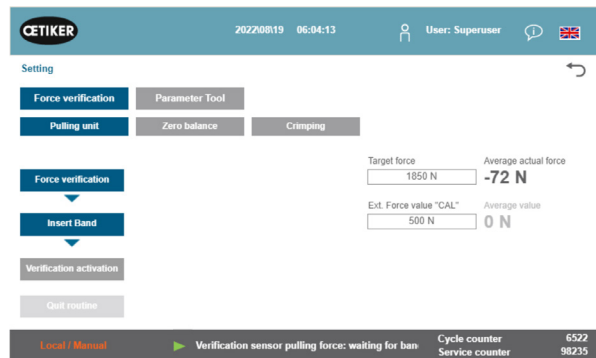 OETIKER
2022\08\19 06:04:13
User: Superuser
Setting
Force verification
Parameter Tool
Pulling unit
Zero balance
Crimping
Target force
Average actual force
1850 N
-72 N
Ext. Force value "CAL"
Average value
500 N
0 N
Force verification
Insert Band
Verification activation
Quit routine
Local / Manual
Verification sensor pulling force: waiting for ban
Cycle counter 6522
Service counter 98235